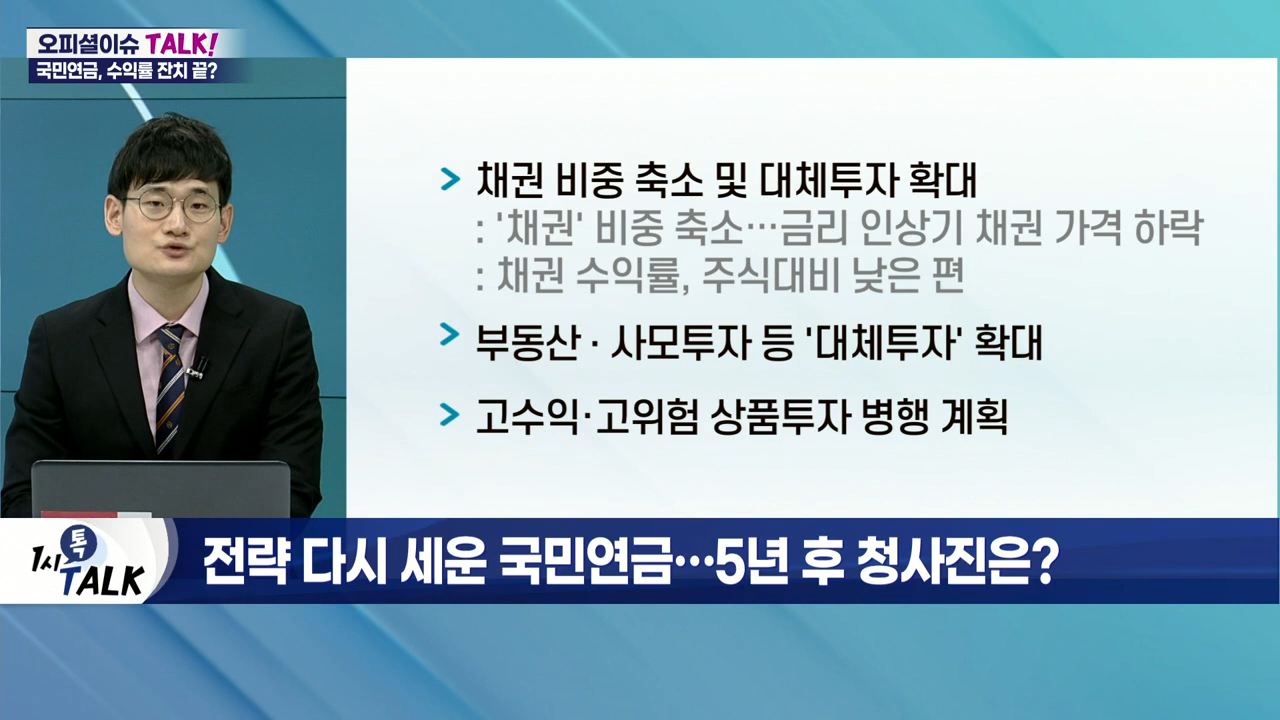 오피셜이슈 TALK!
국민연금, 수익률 잔치 끝?
> 채권 비중 축소 및 대체투자 확대
: '채권' 비중 축소…금리 인상기 채권 가격 하락
: 채권 수익률, 주식대비 낮은 편
> 부동산·사모투자 등 '대체투자' 확대
> 고수익·고위험 상품투자 병행 계획
1시 톡 TALK
전략 다시 세운 국민연금…5년 후 청사진은?